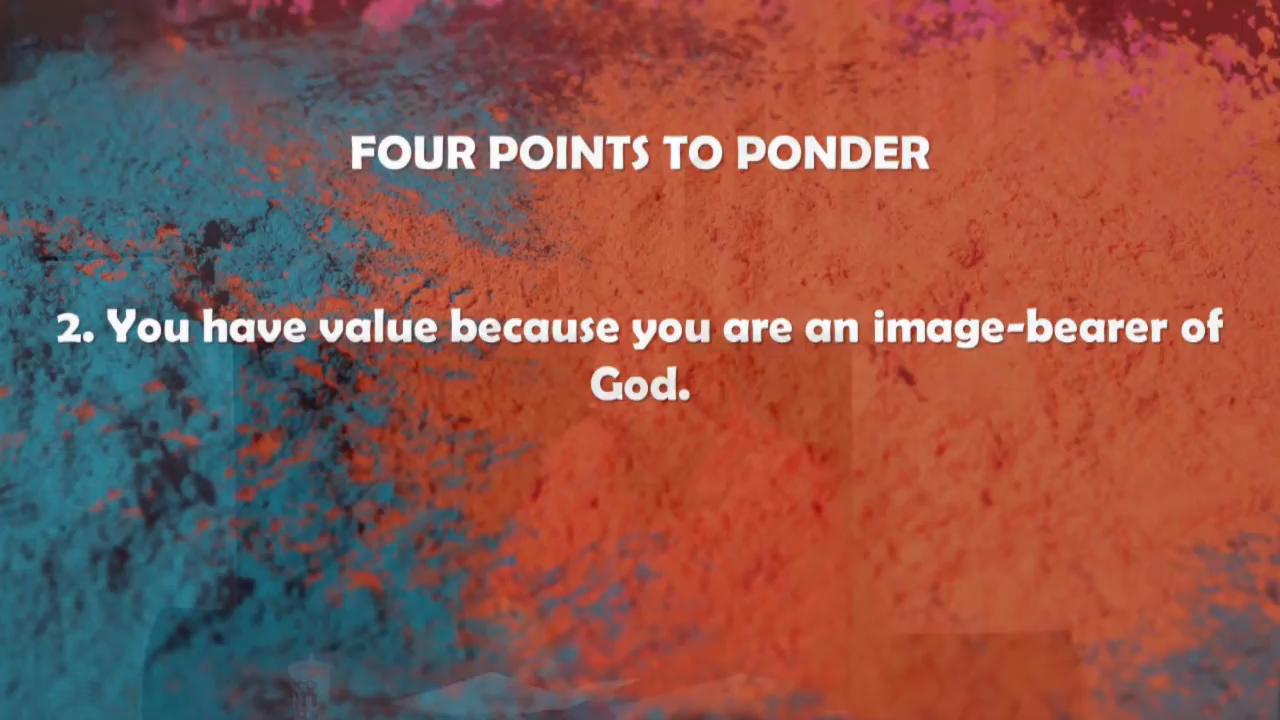 FOUR POINTS TO PONDER
2. You have value because you are an image-bearer of
God.